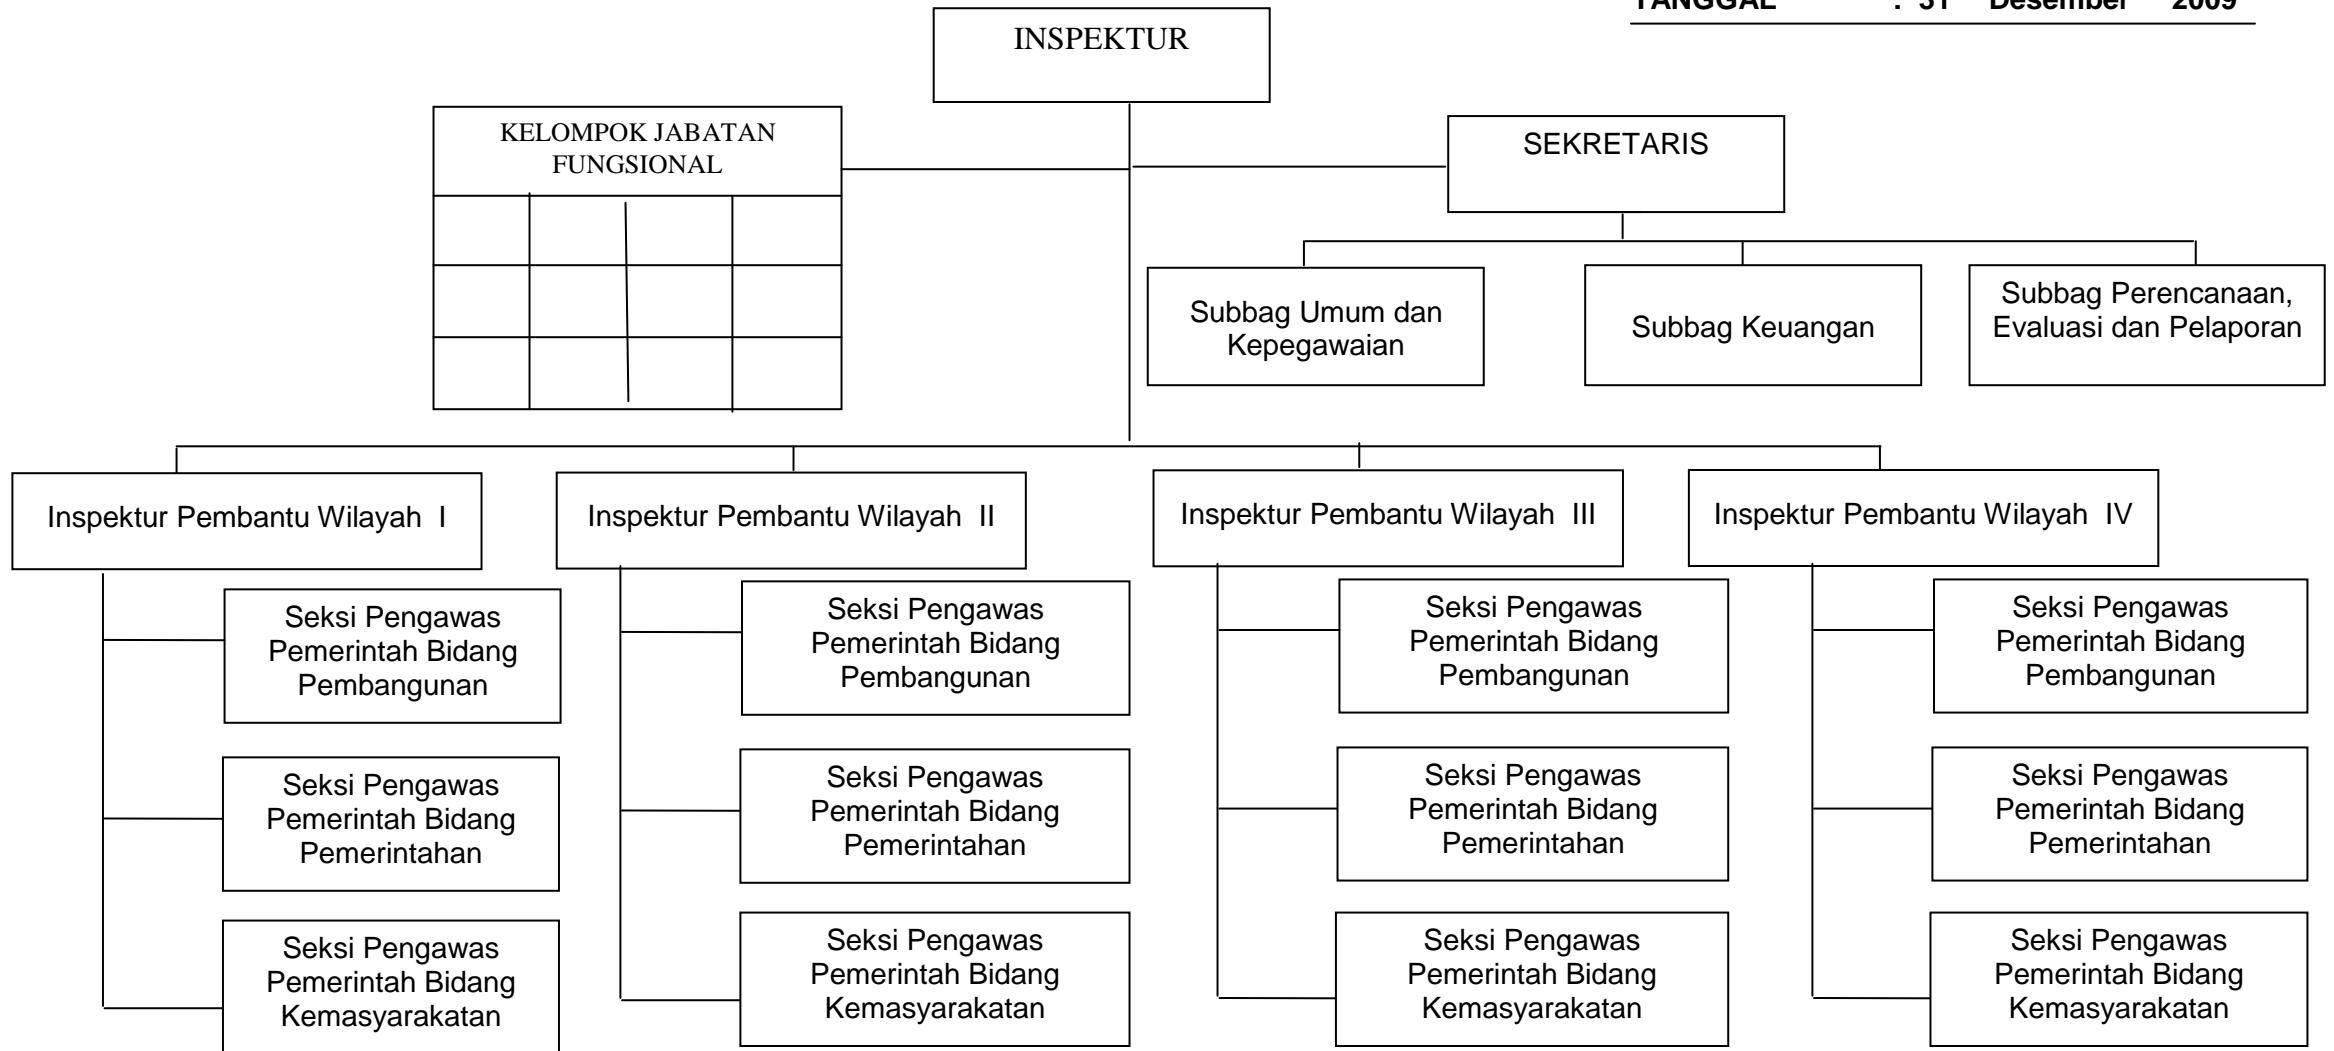 TANGGAL : 31 Desember 2009
INSPEKTUR
KELOMPOK JABATAN
FUNGSIONAL
SEKRETARIS
Subbag Umum dan
Kepegawaian
Subbag Keuangan
Subbag Perencanaan,
Evaluasi dan Pelaporan
Inspektur Pembantu Wilayah I
Inspektur Pembantu Wilayah II
Inspektur Pembantu Wilayah III
Inspektur Pembantu Wilayah IV
Seksi Pengawas
Pemerintah Bidang
Pembangunan
Seksi Pengawas
Pemerintah Bidang
Pembangunan
Seksi Pengawas
Pemerintah Bidang
Pembangunan
Seksi Pengawas
Pemerintah Bidang
Pembangunan
Seksi Pengawas
Pemerintah Bidang
Pemerintahan
Seksi Pengawas
Pemerintah Bidang
Pemerintahan
Seksi Pengawas
Pemerintah Bidang
Pemerintahan
Seksi Pengawas
Pemerintah Bidang
Pemerintahan
Seksi Pengawas
Pemerintah Bidang
Kemasyarakatan
Seksi Pengawas
Pemerintah Bidang
Kemasyarakatan
Seksi Pengawas
Pemerintah Bidang
Kemasyarakatan
Seksi Pengawas
Pemerintah Bidang
Kemasyarakatan